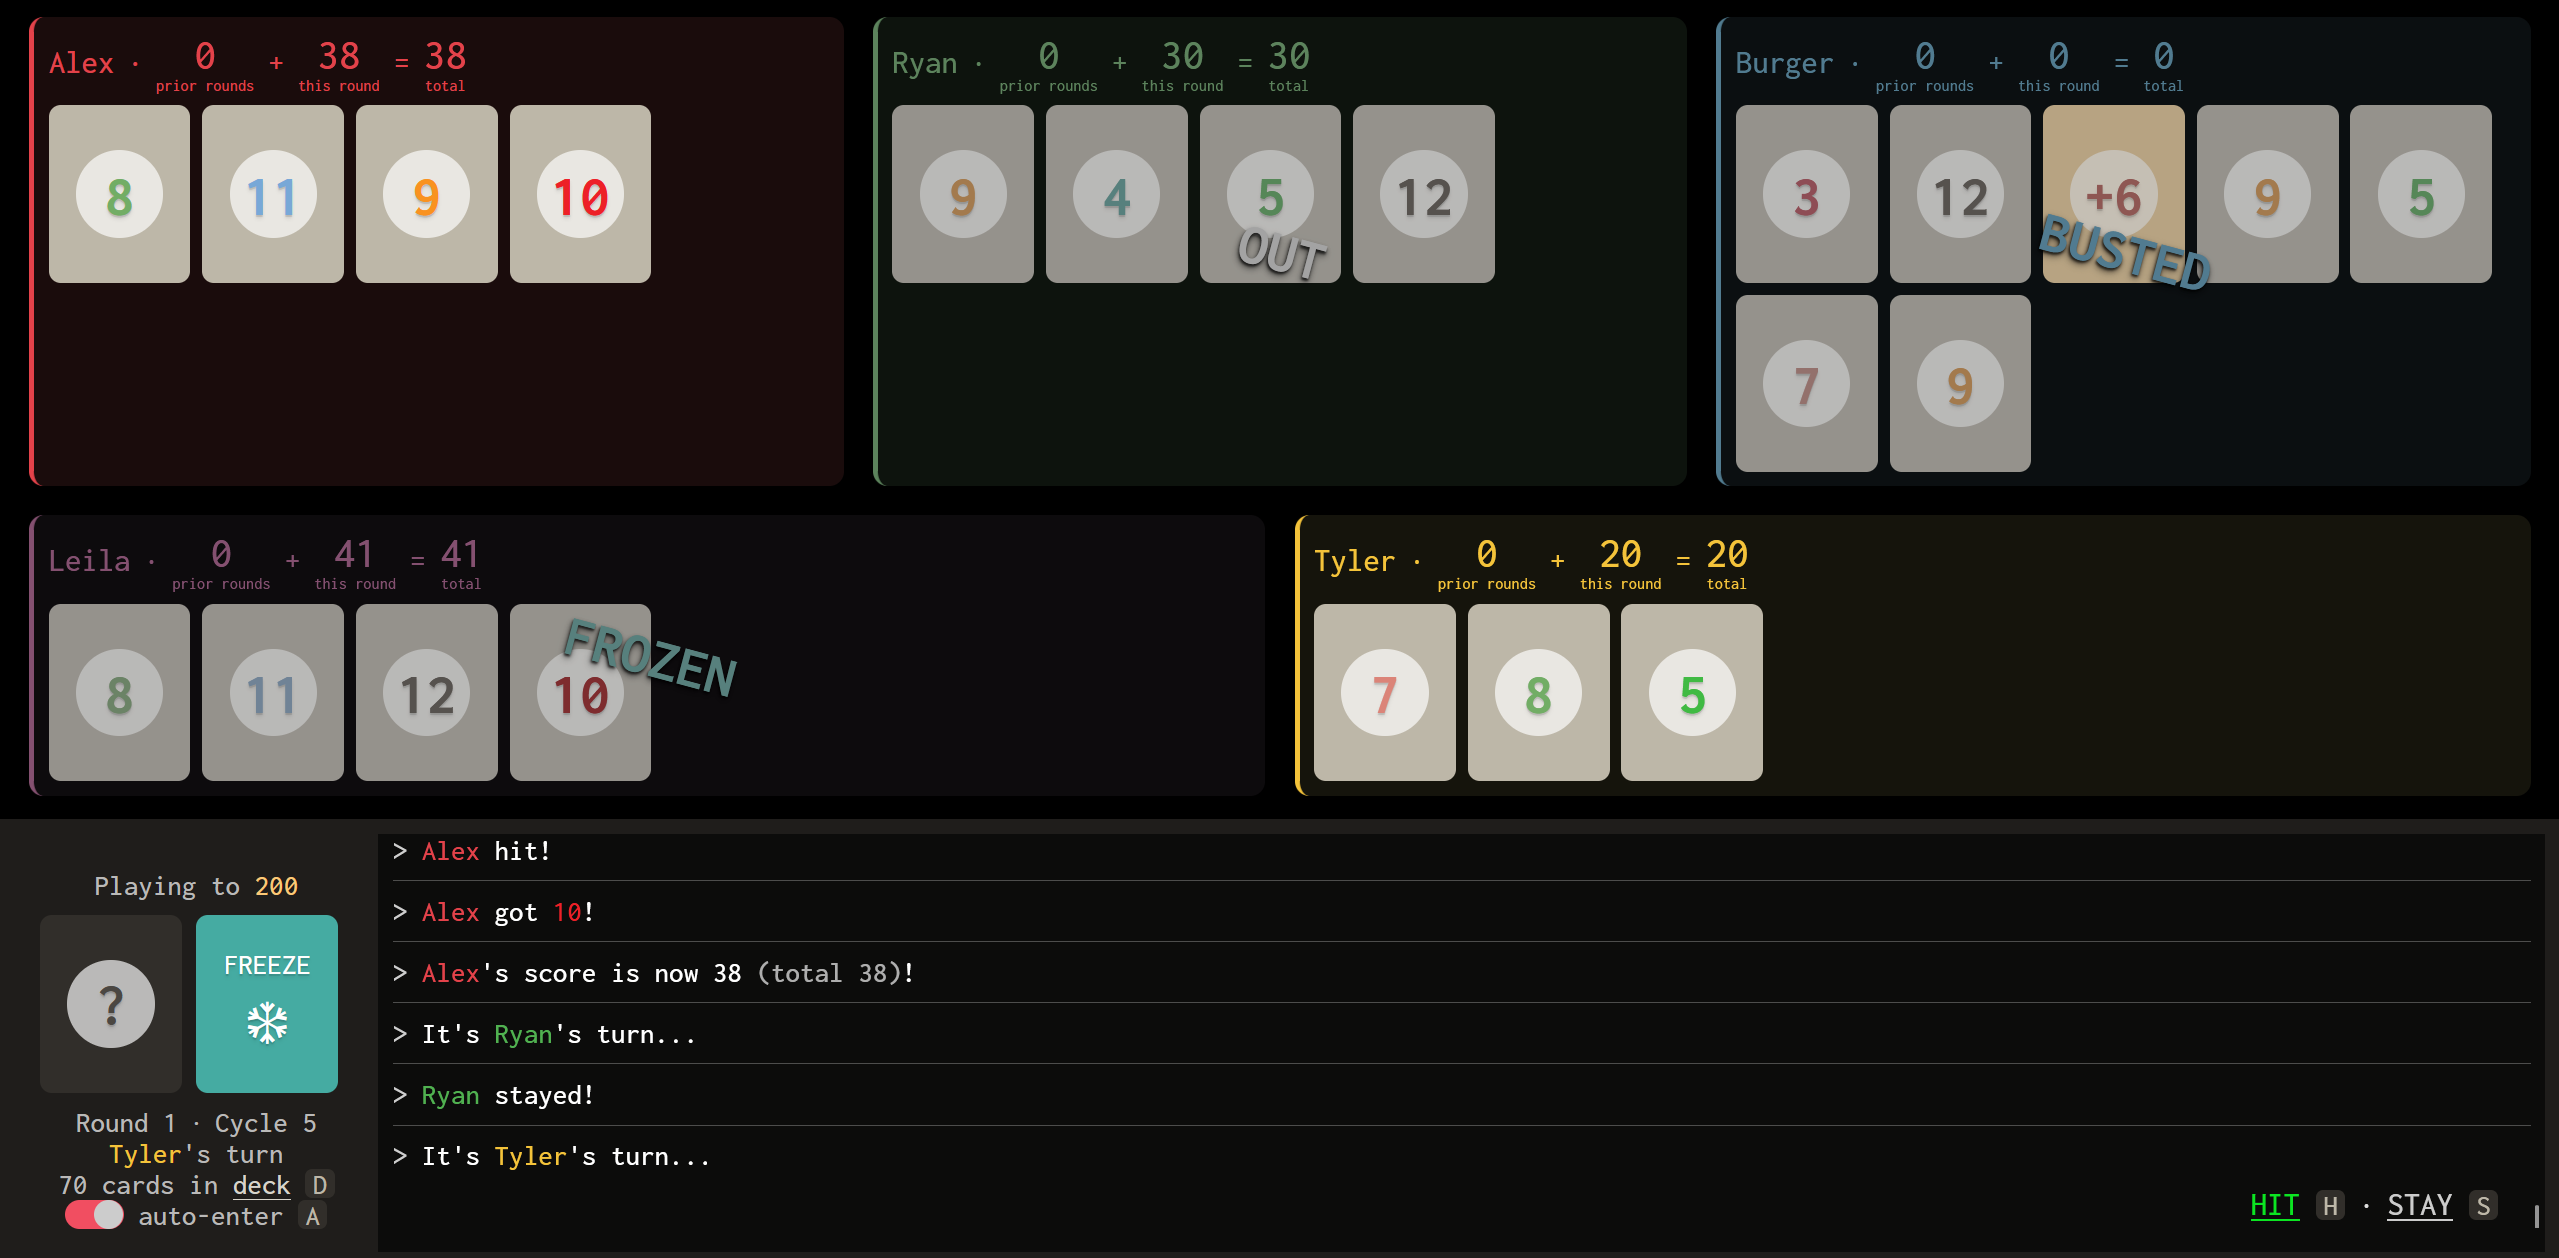 Alex · 0 + 38 = 38
prior rounds this round total
8 11 9 10
Ryan · 0 + 30 = 30
prior rounds this round total
9 4 5 12
OUT
Burger · 0 + 0 = 0
prior rounds this round total
3 12 +6 9 5
BUSTED
7 9
Leila · 0 + 41 = 41
prior rounds this round total
8 11 12 10
FROZEN
Tyler · 0 + 20 = 20
prior rounds this round total
7 8 5
Playing to 200
? FREEZE
Round 1 · Cycle 5
Tyler's turn
70 cards in deck D
auto-enter A
> Alex hit!
> Alex got 10!
> Alex's score is now 38 (total 38)!
> It's Ryan's turn...
> Ryan stayed!
> It's Tyler's turn...
HIT H · STAY S